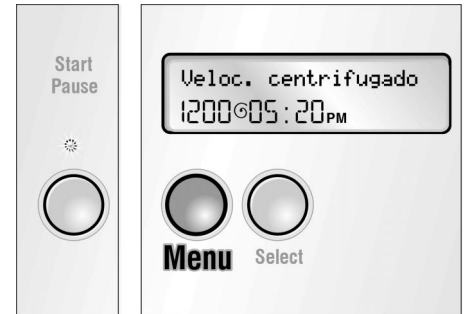 Start
Pause
Veloc. centrifugado
1200 05:20PM
Menu
Select